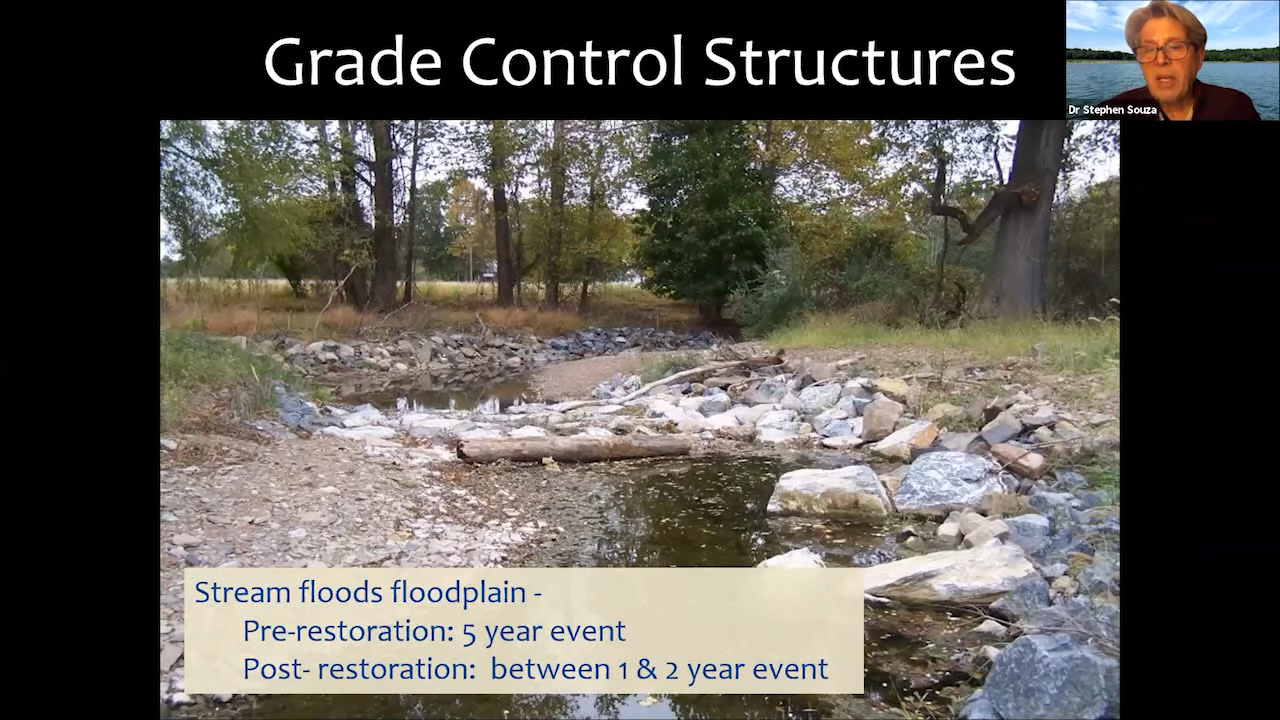 Grade Control Structures
Dr Stephen Souza
Stream floods floodplain -
Pre-restoration: 5 year event
Post- restoration: between 1 & 2 year event